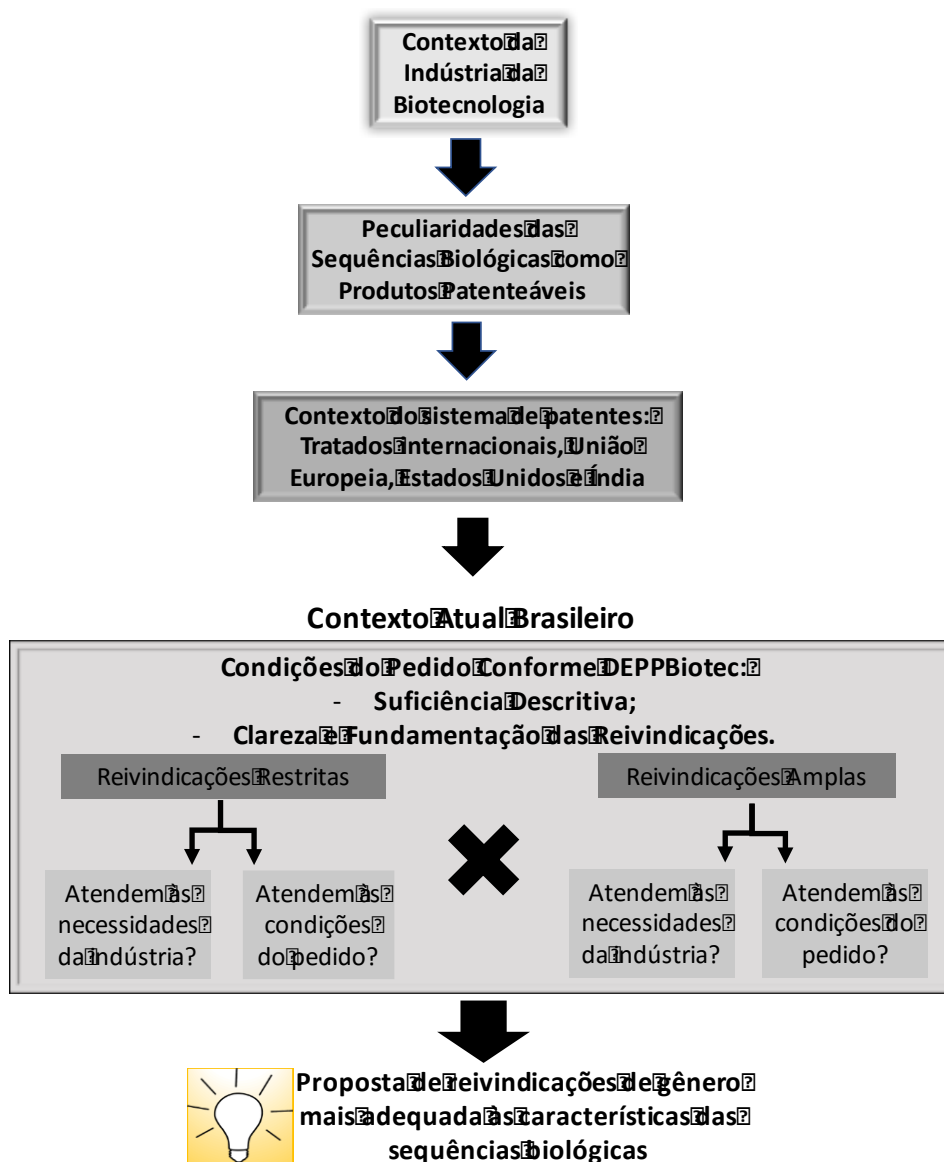 Contexto da
Indústria da
Biotecnologia
Peculiaridades das
Sequências Biológicas como
Produtos Patenteáveis
Contexto do sistema de patentes:
Tratados Internacionais, União
Europeia, Estados Unidos e Índia
Contexto Atual Brasileiro
Condições do Pedido Conforme DEPPBiotec:
- Suficiência Descritiva;
- Clareza e Fundamentação das Reivindicações.
Reivindicações Restritas
Reivindicações Amplas
Atendem às
necessidades
da indústria?
Atendem às
condições
do pedido?
Atendem às
necessidades
da indústria?
Atendem às
condições do
pedido?
Proposta de reivindicações de gênero
mais adequada às características das
sequências biológicas